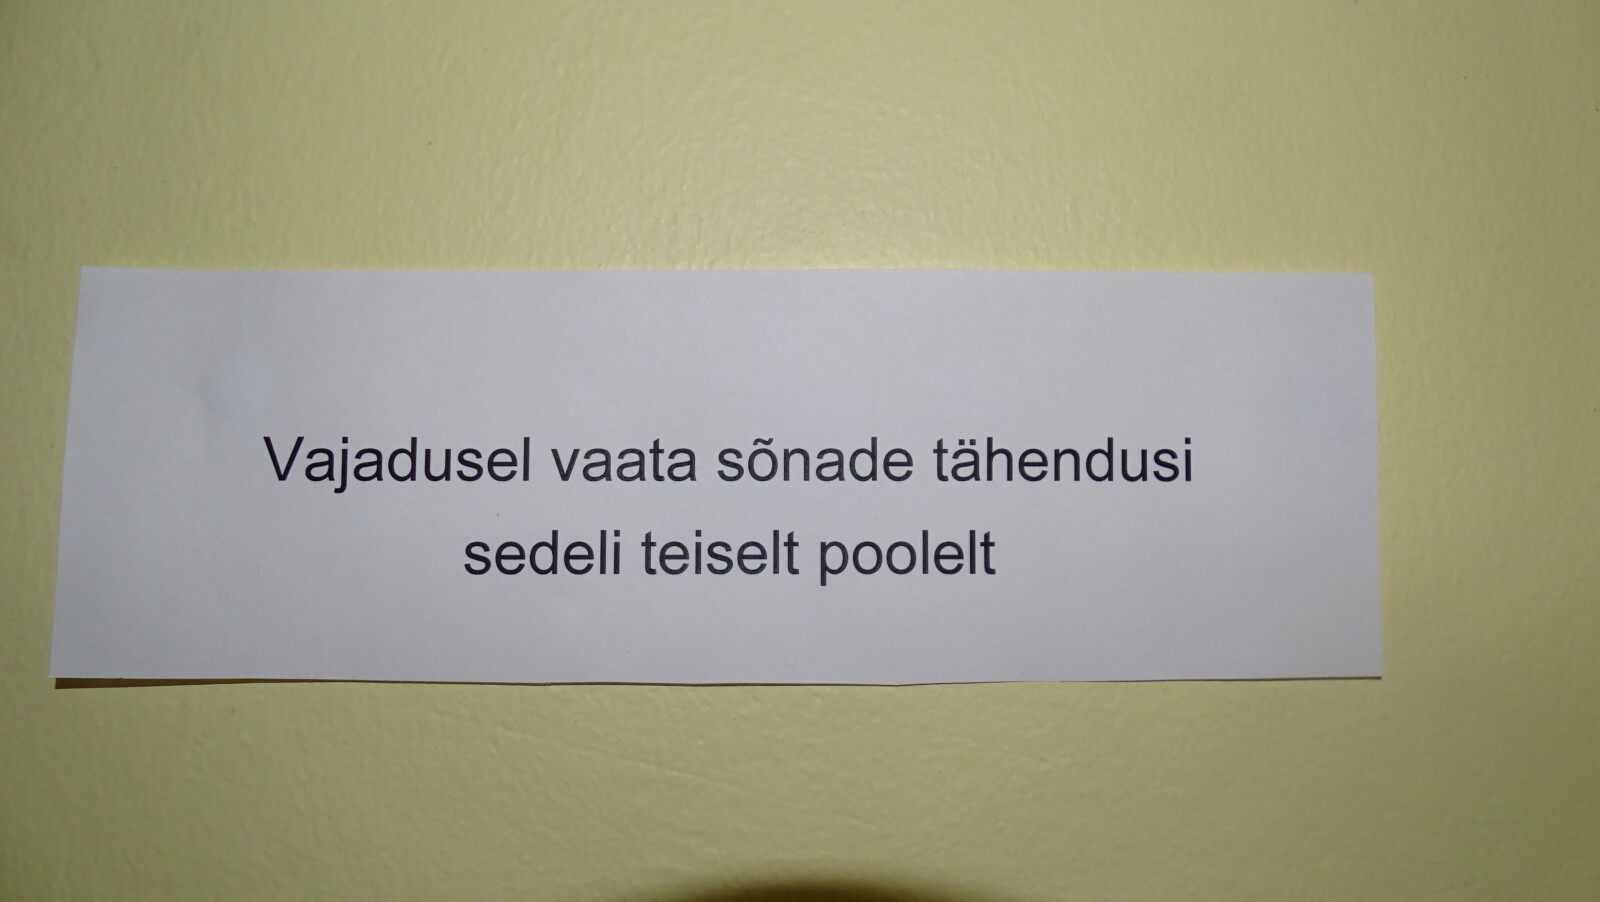 Vajadusel vaata sõnade tähendusi
sedeli teiselt poolelt